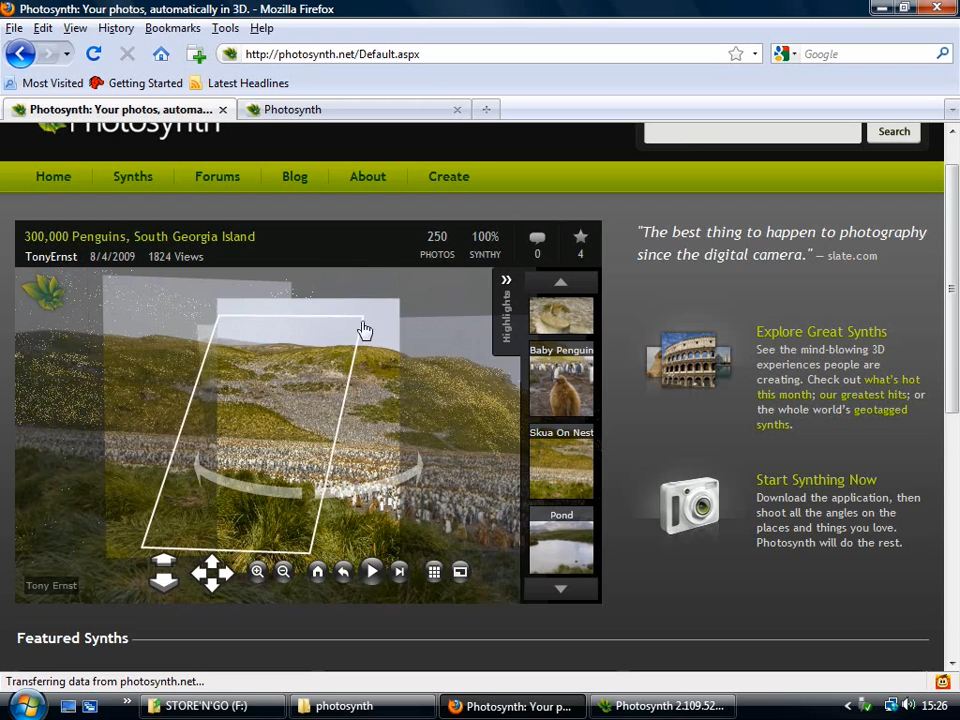 Photosynth: Your photos, automatically in 3D. - Mozilla Firefox
File Edit View History Bookmarks Tools Help
http://photosynth.net/Default.aspx
Google
Most Visited Getting Started Latest Headlines
Photosynth: Your photos, automa...
Photosynth
Photosynth
Search
Home Synths Forums Blog About Create
300,000 Penguins, South Georgia Island
TonyErnst 8/4/2009 1824 Views
250 PHOTOS
100% SYNTHY
0
4
Highlights
Baby Penguin
Skua On Nest
Pond
Tony Ernst
"The best thing to happen to photography
since the digital camera." — slate.com
Explore Great Synths
See the mind-blowing 3D
experiences people are
creating. Check out what's hot
this month; our greatest hits; or
the whole world's geotagged
synths.
Start Synthing Now
Download the application, then
shoot all the angles on the
places and things you love.
Photosynth will do the rest.
Featured Synths
Transferring data from photosynth.net...
STORE'N'GO (F:)
photosynth
Photosynth: Your p...
Photosynth 2.109.52...
15:26